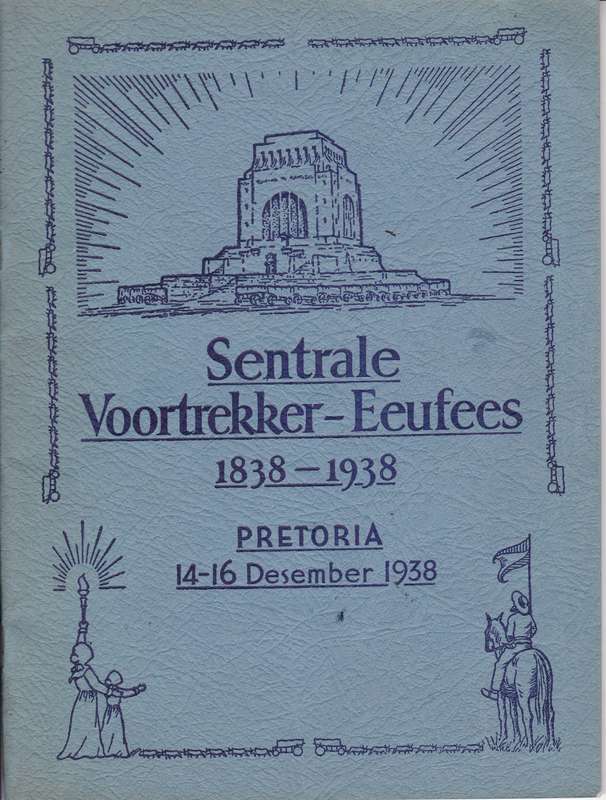 Sentrale
Voortrekker-Eeufees
1838-1938
PRETORIA
14-16 Desember 1938